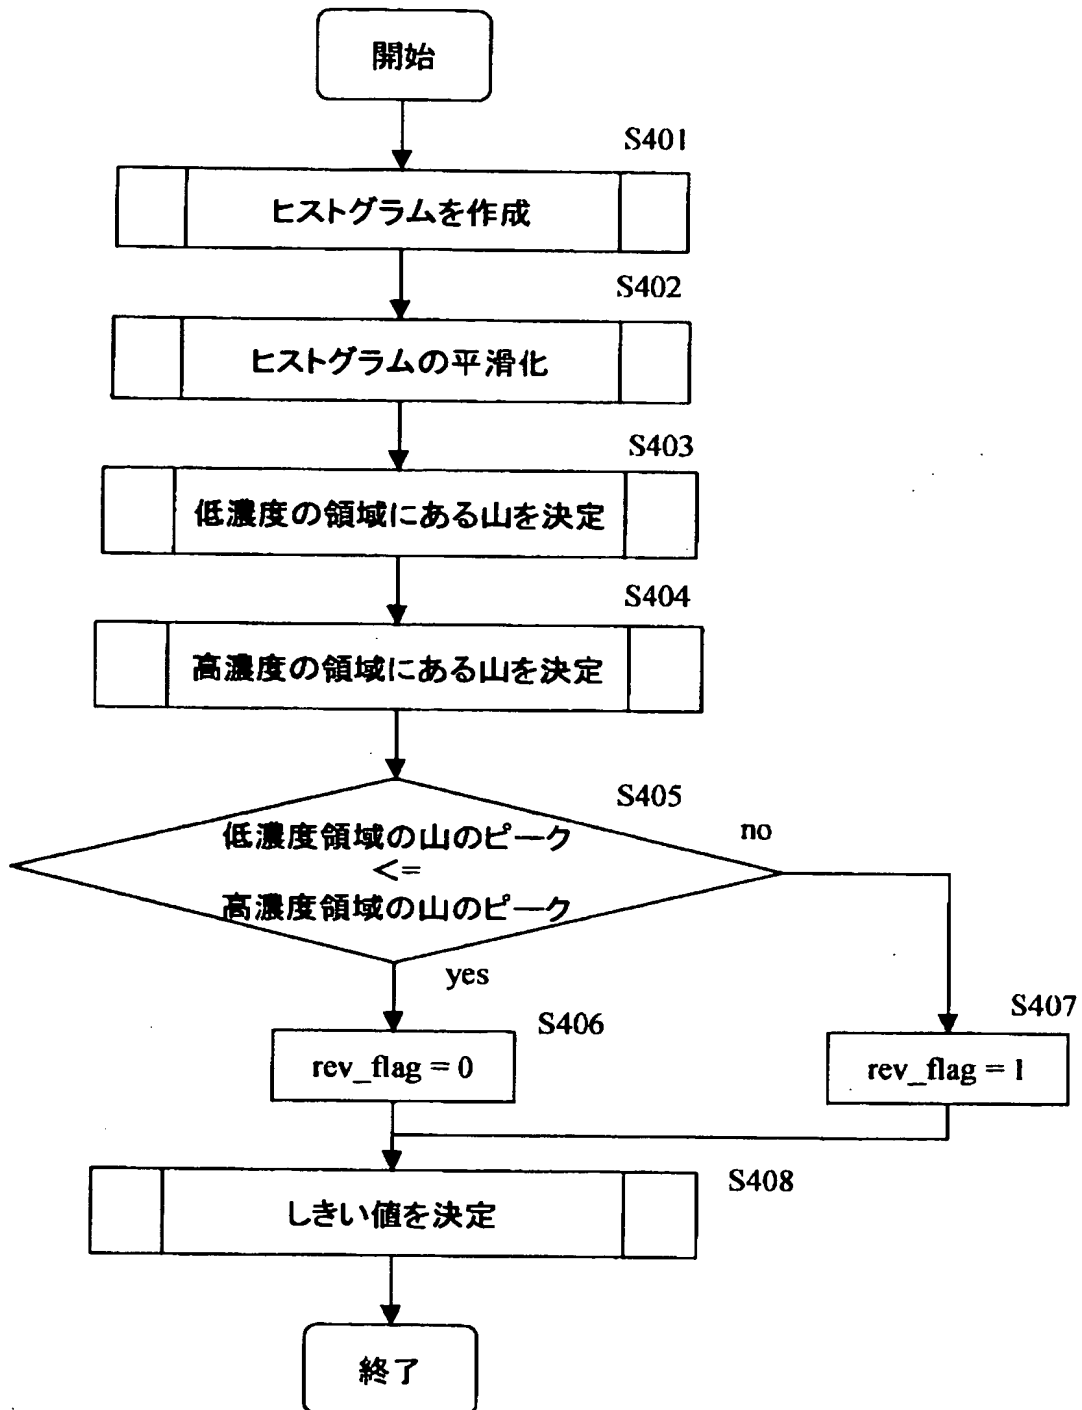 開始
S401
ヒストグラムを作成
S402
ヒストグラムの平滑化
S403
低濃度の領域にある山を決定
S404
高濃度の領域にある山を決定
S405
低濃度領域の山のピーク
<=
高濃度領域の山のピーク
no
yes
S406
rev_flag = 0
S407
rev_flag = 1
S408
しきい値を決定
終了